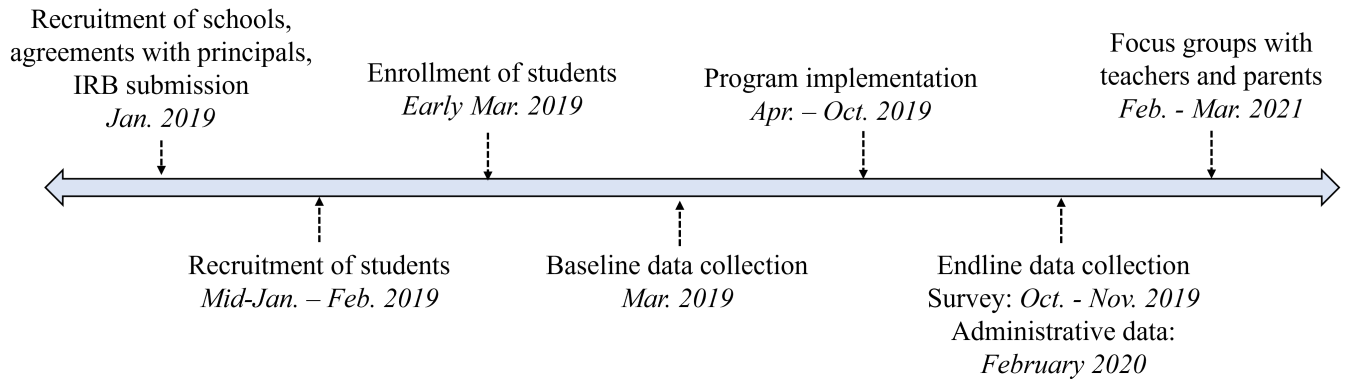 Recruitment of schools,
agreements with principals,
IRB submission
Jan. 2019
Enrollment of students
Early Mar. 2019
Program implementation
Apr. – Oct. 2019
Focus groups with
teachers and parents
Feb. - Mar. 2021
Recruitment of students
Mid-Jan. – Feb. 2019
Baseline data collection
Mar. 2019
Endline data collection
Survey: Oct. - Nov. 2019
Administrative data:
February 2020